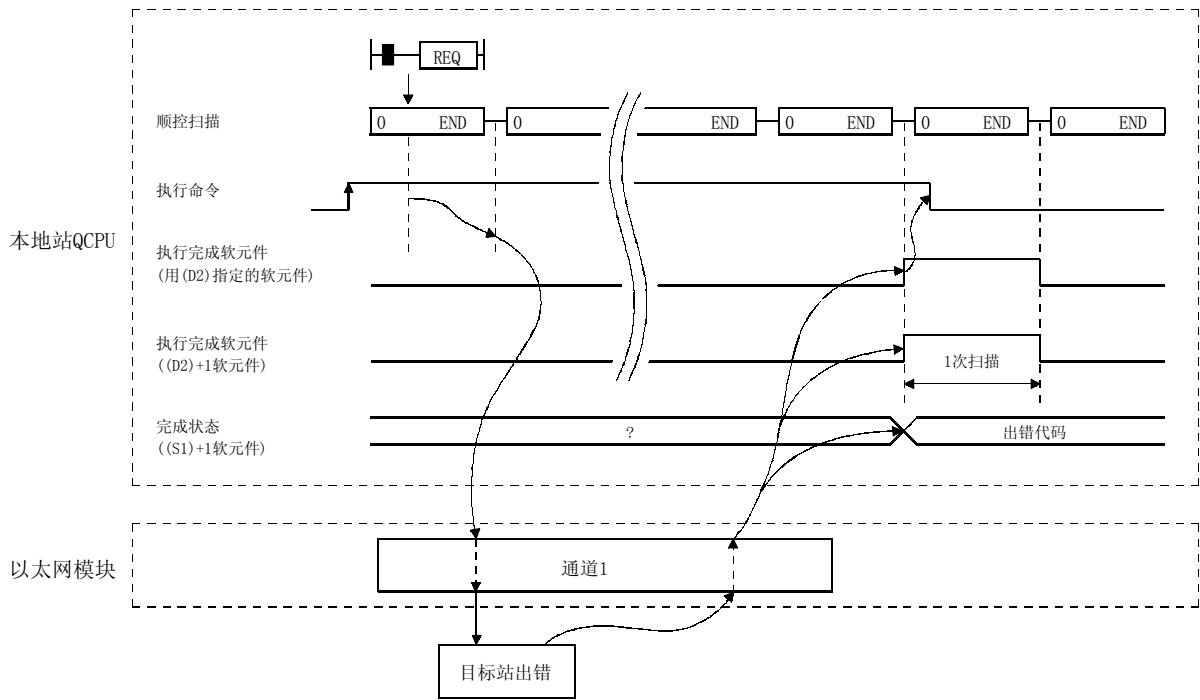 REQ
顺控扫描
0 END 0 END 0 END 0 END 0 END
执行命令
本地站QCPU
执行完成软元件
(用(D2)指定的软元件)
执行完成软元件
((D2)+1软元件)
1次扫描
完成状态
((S1)+1软元件)
?
出错代码
以太网模块
通道1
目标站出错